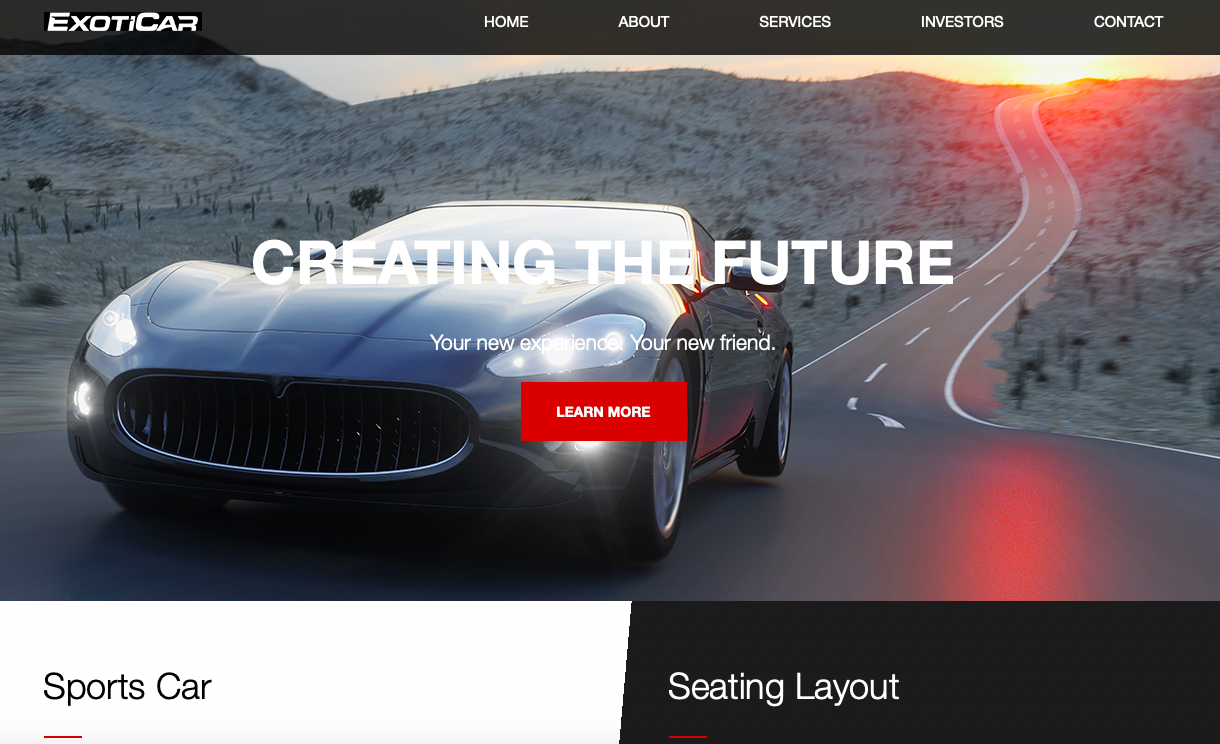 EXOTICAR
HOME ABOUT SERVICES INVESTORS CONTACT
CREATING THE FUTURE
Your new experience. Your new friend.
LEARN MORE
Sports Car
Seating Layout